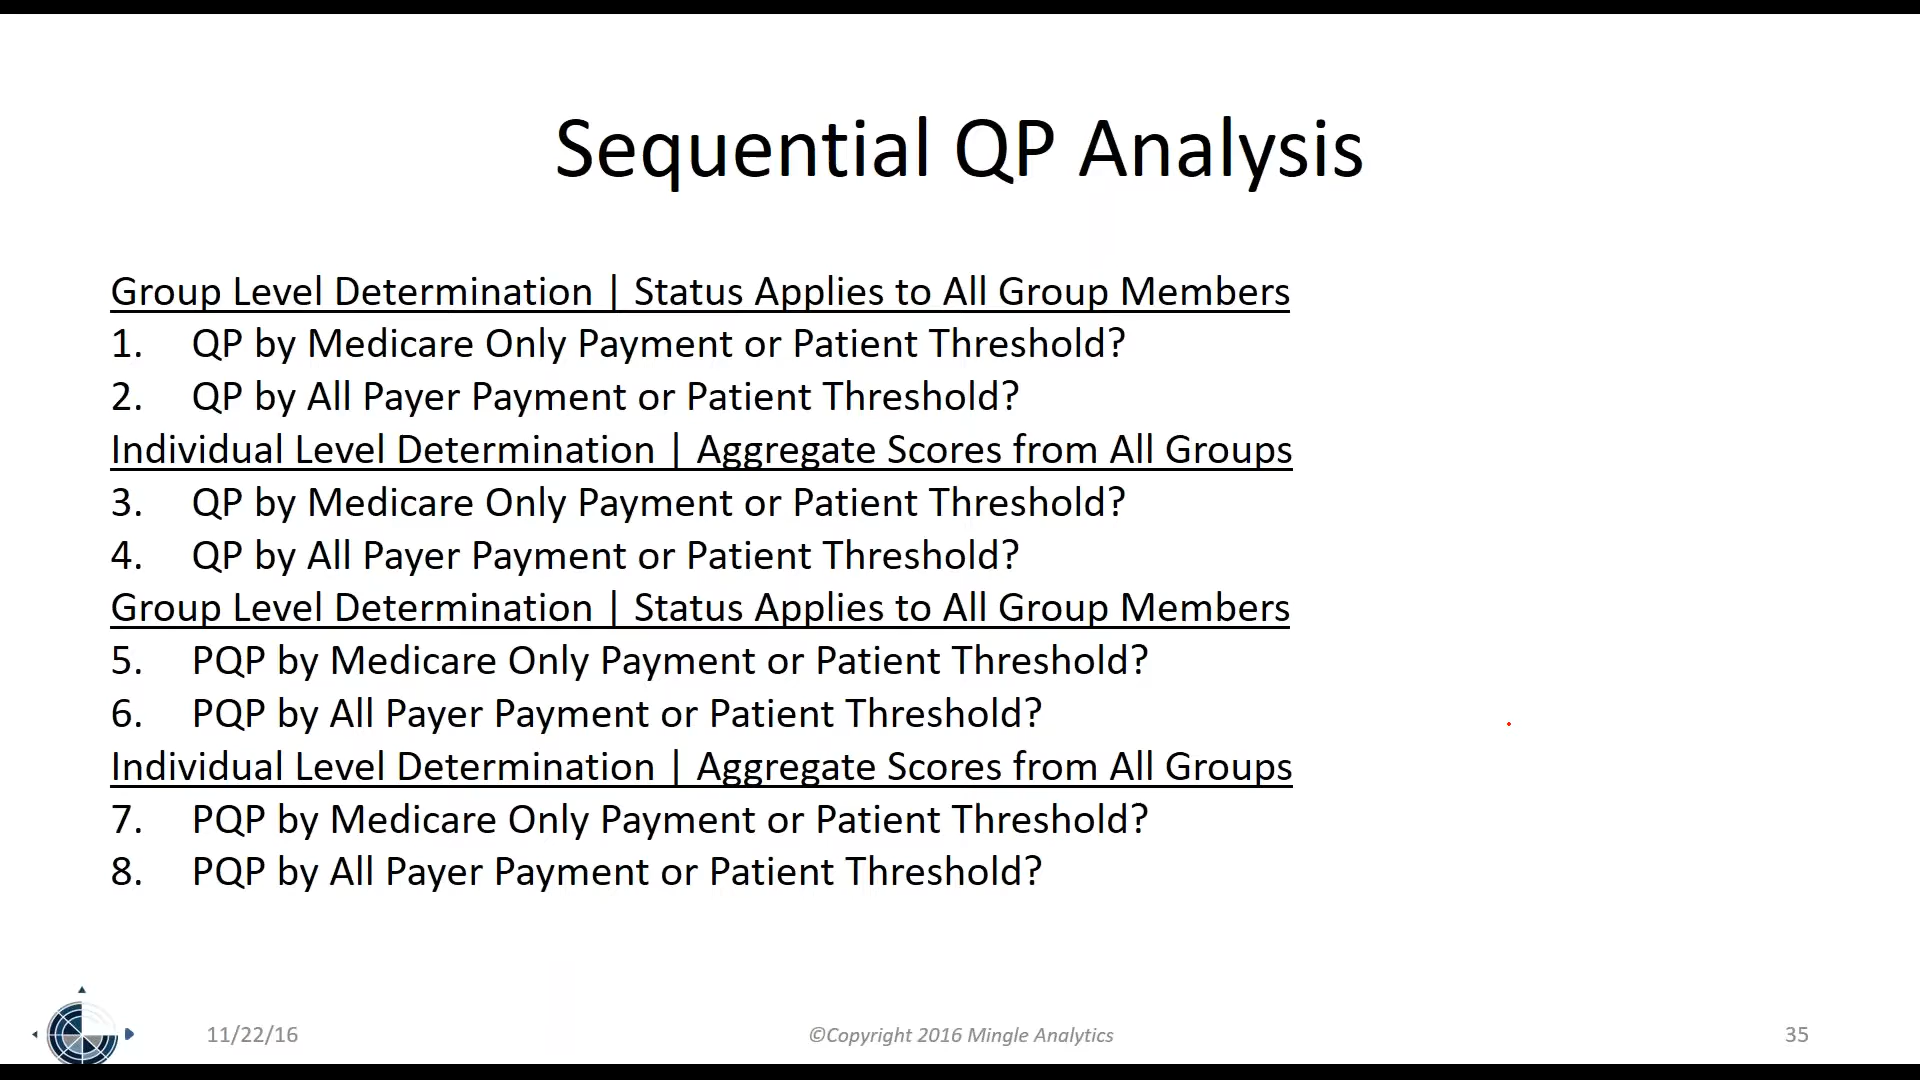 Sequential QP Analysis
Group Level Determination | Status Applies to All Group Members
1. QP by Medicare Only Payment or Patient Threshold?
2. QP by All Payer Payment or Patient Threshold?
Individual Level Determination | Aggregate Scores from All Groups
3. QP by Medicare Only Payment or Patient Threshold?
4. QP by All Payer Payment or Patient Threshold?
Group Level Determination | Status Applies to All Group Members
5. PQP by Medicare Only Payment or Patient Threshold?
6. PQP by All Payer Payment or Patient Threshold?
Individual Level Determination | Aggregate Scores from All Groups
7. PQP by Medicare Only Payment or Patient Threshold?
8. PQP by All Payer Payment or Patient Threshold?
11/22/16
©Copyright 2016 Mingle Analytics
35